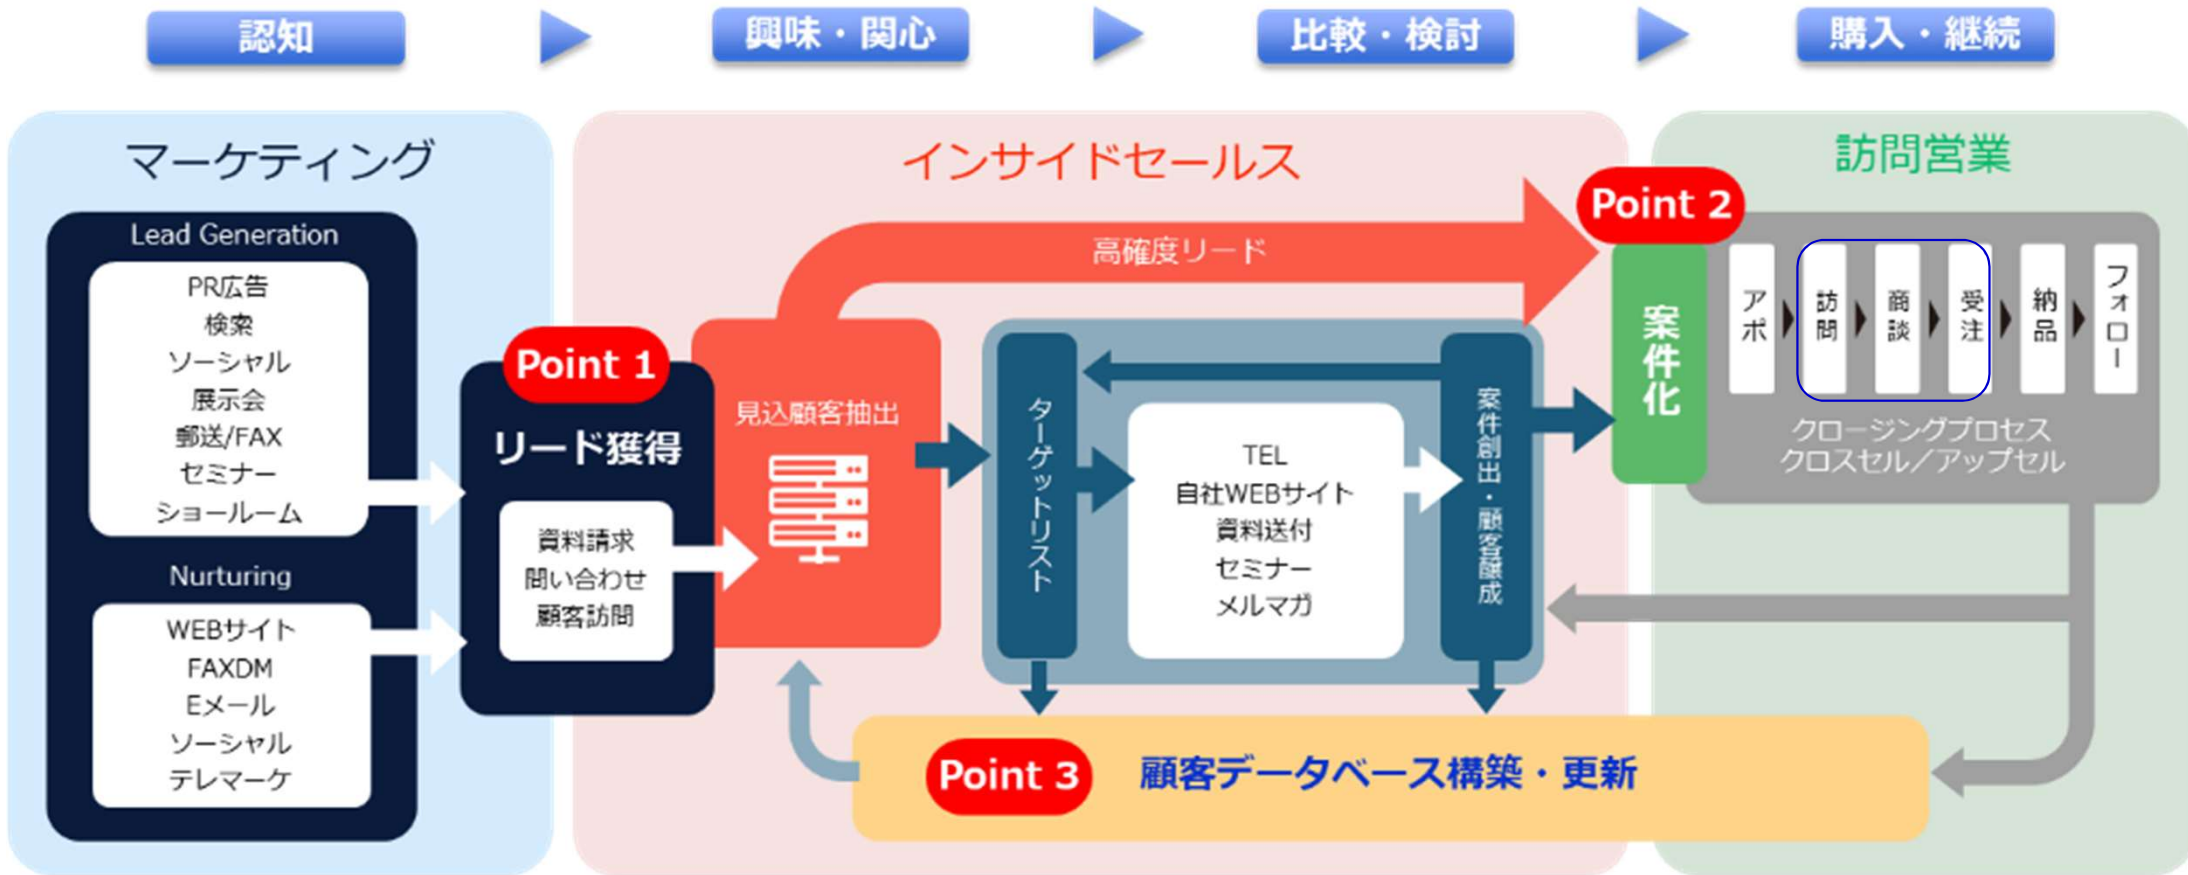 認知
興味・関心
比較・検討
購入・継続
マーケティング
Lead Generation
PR広告
検索
ソーシャル
展示会
郵送/FAX
セミナー
ショールーム
Nurturing
WEBサイト
FAXDM
Eメール
ソーシャル
テレマーケ
Point 1
リード獲得
資料請求
問い合わせ
顧客訪問
インサイドセールス
高確度リード
見込顧客抽出
ターゲットリスト
TEL
自社WEBサイト
資料送付
セミナー
メルマガ
案件創出・顧客醸成
訪問営業
Point 2
案件化
アポ
訪問
商談
受注
納品
フォロー
クロージングプロセス
クロスセル／アップセル
Point 3
顧客データベース構築・更新